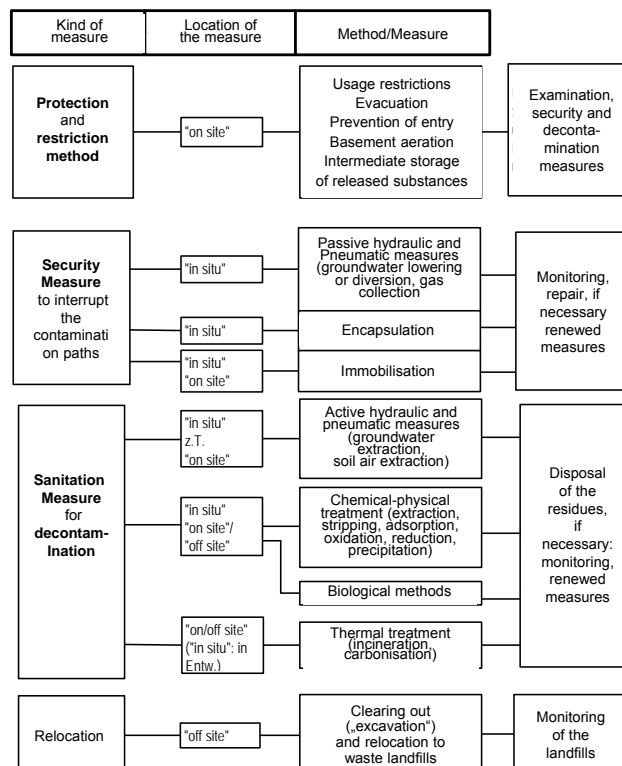 Kind of
measure
Location of
the measure
Method/Measure
Protection
and
restriction
method
"on site"
Usage restrictions
Evacuation
Prevention of entry
Basement aeration
Intermediate storage
of released substances
Examination,
security and
deconta-
mination
measures
Security
Measure
to interrupt
the
contaminati
on paths
"in situ"
Passive hydraulic and
Pneumatic measures
(groundwater lowering
or diversion, gas
collection
"in situ"
Encapsulation
"in situ"
"on site"
Immobilisation
Monitoring,
repair, if
necessary
renewed
measures
Sanitation
Measure
for
decontam-
Ination
"in situ"
z.T.
"on site"
Active hydraulic and
pneumatic measures
(groundwater
extraction,
soil air extraction)
"in situ"
"on site"/
"off site"
Chemical-physical
treatment (extraction,
stripping, adsorption,
oxidation, reduction,
precipitation)
Biological methods
"on/off site"
("in situ": in
Entw.)
Thermal treatment
(incineration,
carbonisation)
Disposal
of the
residues,
if
necessary:
monitoring,
renewed
measures
Relocation
"off site"
Clearing out
(„excavation“)
and relocation to
waste landfills
Monitoring
of the
landfills